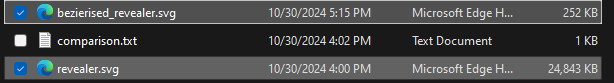 bezierised_revealer.svg 10/30/2024 5:15 PM Microsoft Edge H... 252 KB
comparison.txt 10/30/2024 4:02 PM Text Document 1 KB
revealer.svg 10/30/2024 4:00 PM Microsoft Edge H... 24,843 KB